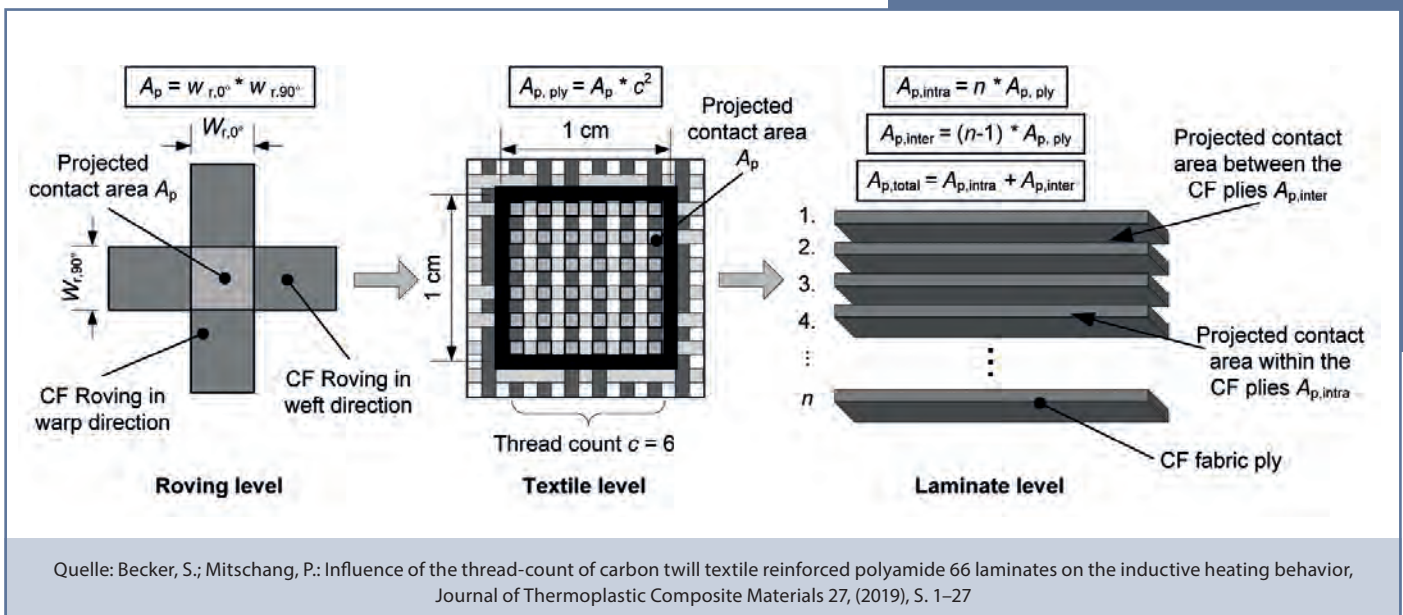 A_p = w_r,0° * w_r,90°
W_r,0°
Projected
contact area A_p
W_r,90°
CF Roving in
warp direction
CF Roving in
weft direction
Roving level
A_p, ply = A_p * c²
1 cm
Projected
contact area
A_p
1 cm
Thread count c = 6
Textile level
A_p,intra = n * A_p, ply
A_p,inter = (n-1) * A_p, ply
A_p,total = A_p,intra + A_p,inter
Projected contact
area between the
CF plies A_p,inter
1.
2.
3.
4.
⋮
n
⋮
Projected contact
area within the
CF plies A_p,intra
CF fabric ply
Laminate level
Quelle: Becker, S.; Mitschang, P.: Influence of the thread-count of carbon twill textile reinforced polyamide 66 laminates on the inductive heating behavior,
Journal of Thermoplastic Composite Materials 27, (2019), S. 1–27